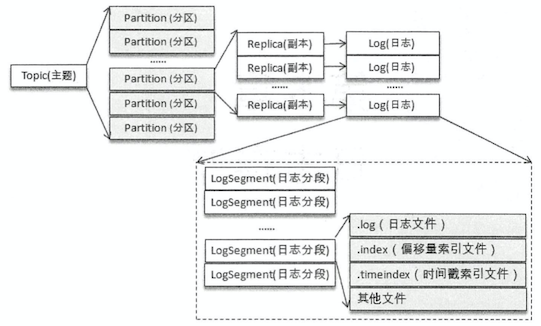 Topic(主题)
Partition (分区)
Partition (分区)
......
Partition (分区)
Partition (分区)
Partition (分区)
Replica(副本)
Replica(副本)
......
Replica(副本)
Log(日志)
Log(日志)
......
Log(日志)
LogSegment(日志分段)
LogSegment(日志分段)
......
LogSegment(日志分段)
LogSegment(日志分段)
.log（日志文件）
.index（偏移量索引文件）
.timeindex（时间戳索引文件）
其他文件